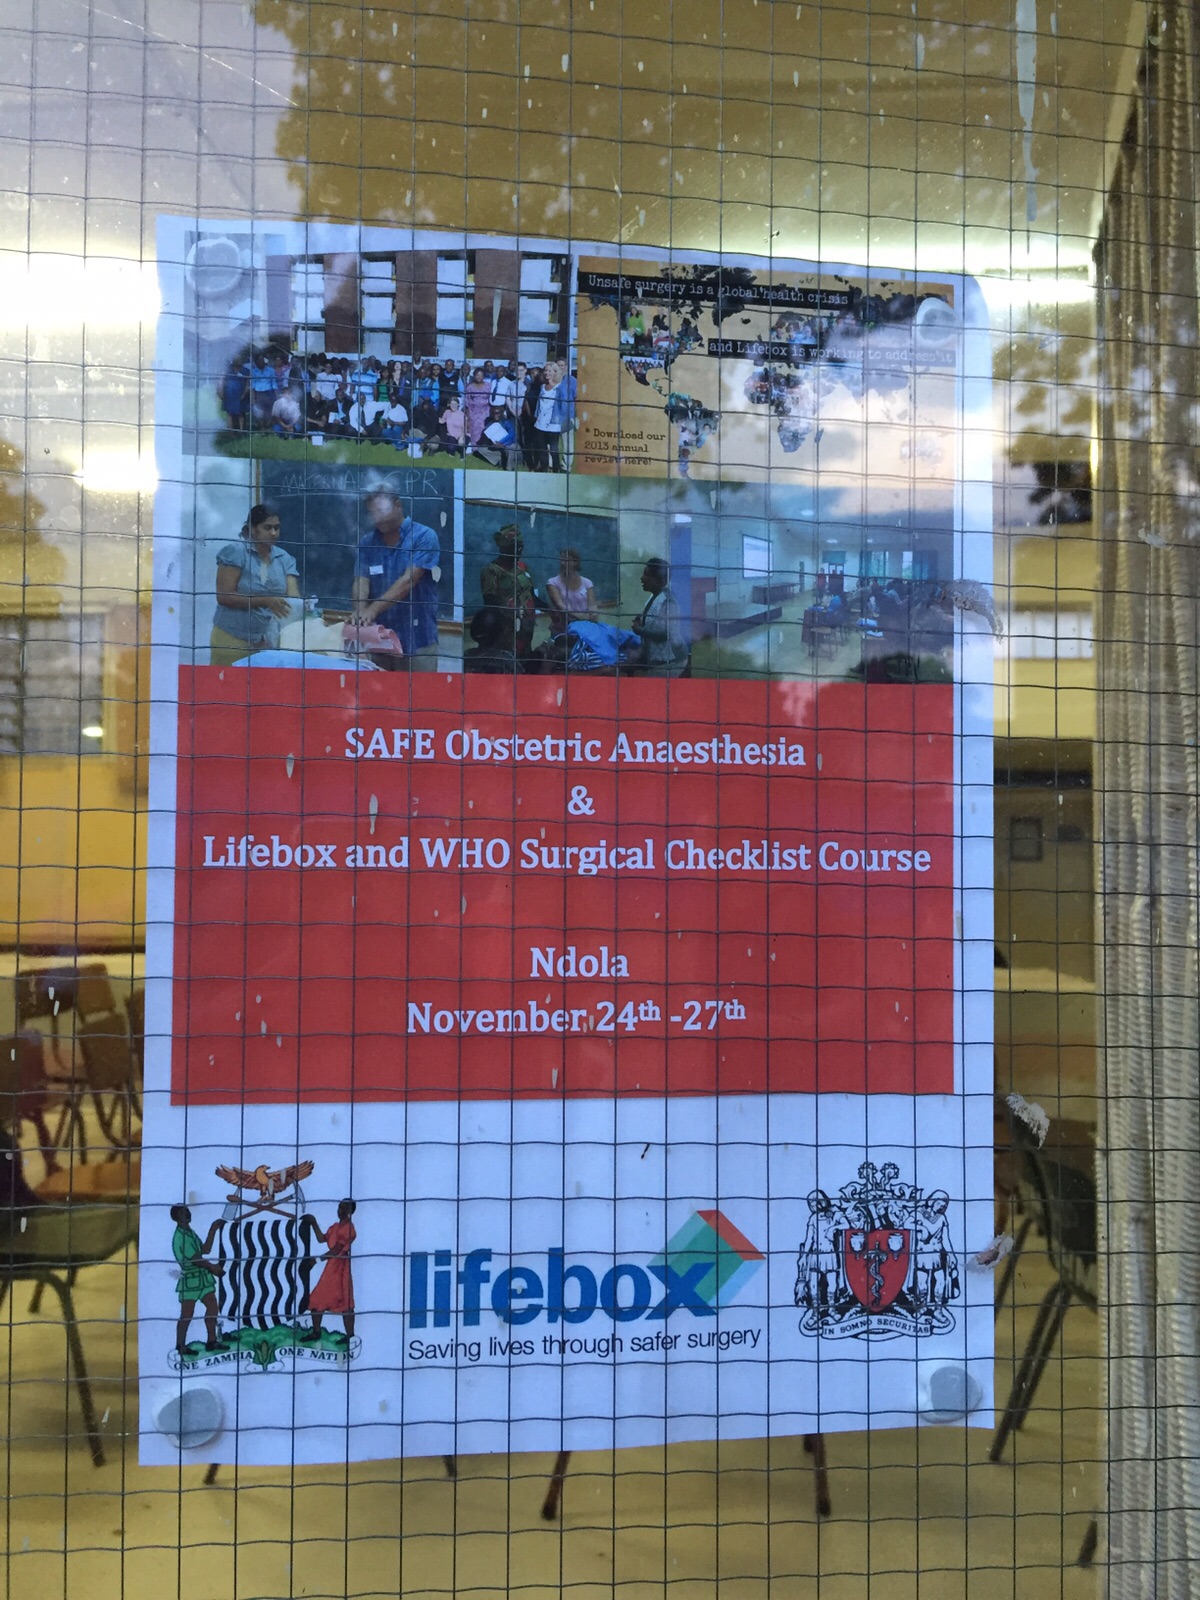 Unsafe surgery is a global health crisis
and Lifebox is working to address it
* Download our
2013 annual
review here!
MATERNAL CPR
SAFE Obstetric Anaesthesia
&
Lifebox and WHO Surgical Checklist Course
Ndola
November 24th -27th
lifebox
Saving lives through safer surgery
ONE ZAMBIA ONE NATION
IN SOMNO SECURITAS